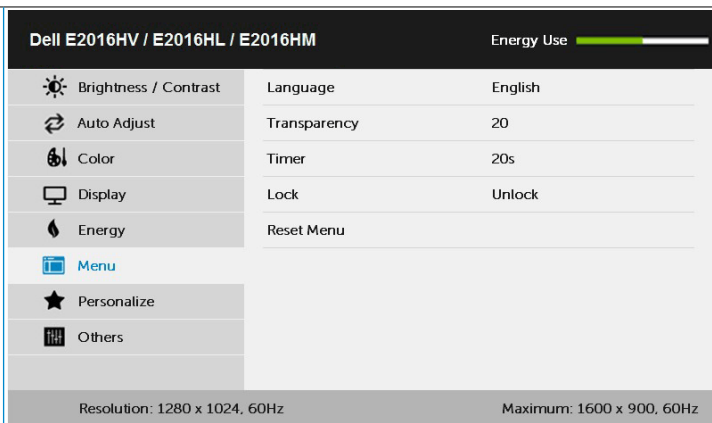 Dell E2016HV / E2016HL / E2016HM Energy Use
Brightness / Contrast Language English
Auto Adjust Transparency 20
Color Timer 20s
Display Lock Unlock
Energy Reset Menu
Menu
Personalize
Others
Resolution: 1280 x 1024, 60Hz Maximum: 1600 x 900, 60Hz